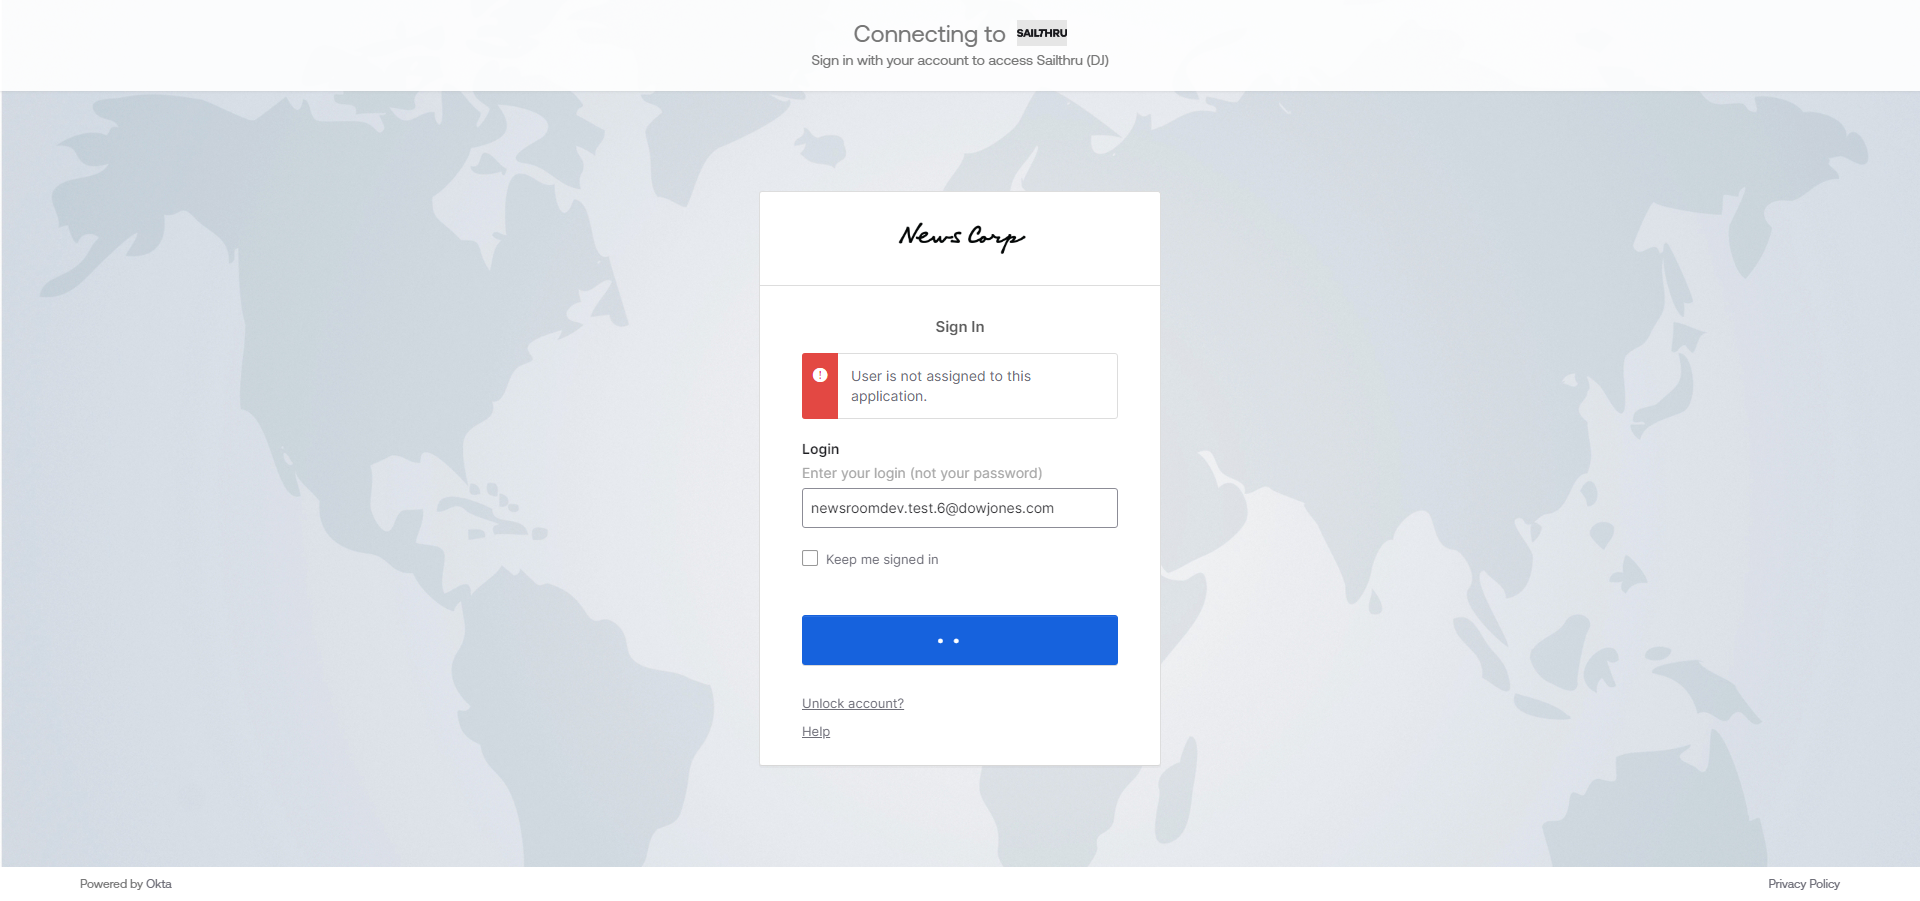 Connecting to SAILTHRU
Sign in with your account to access Sailthru (DJ)
News Corp
Sign In
User is not assigned to this
application.
Login
Enter your login (not your password)
newsroomdev.test.6@dowjones.com
Keep me signed in
Unlock account?
Help
Powered by Okta
Privacy Policy